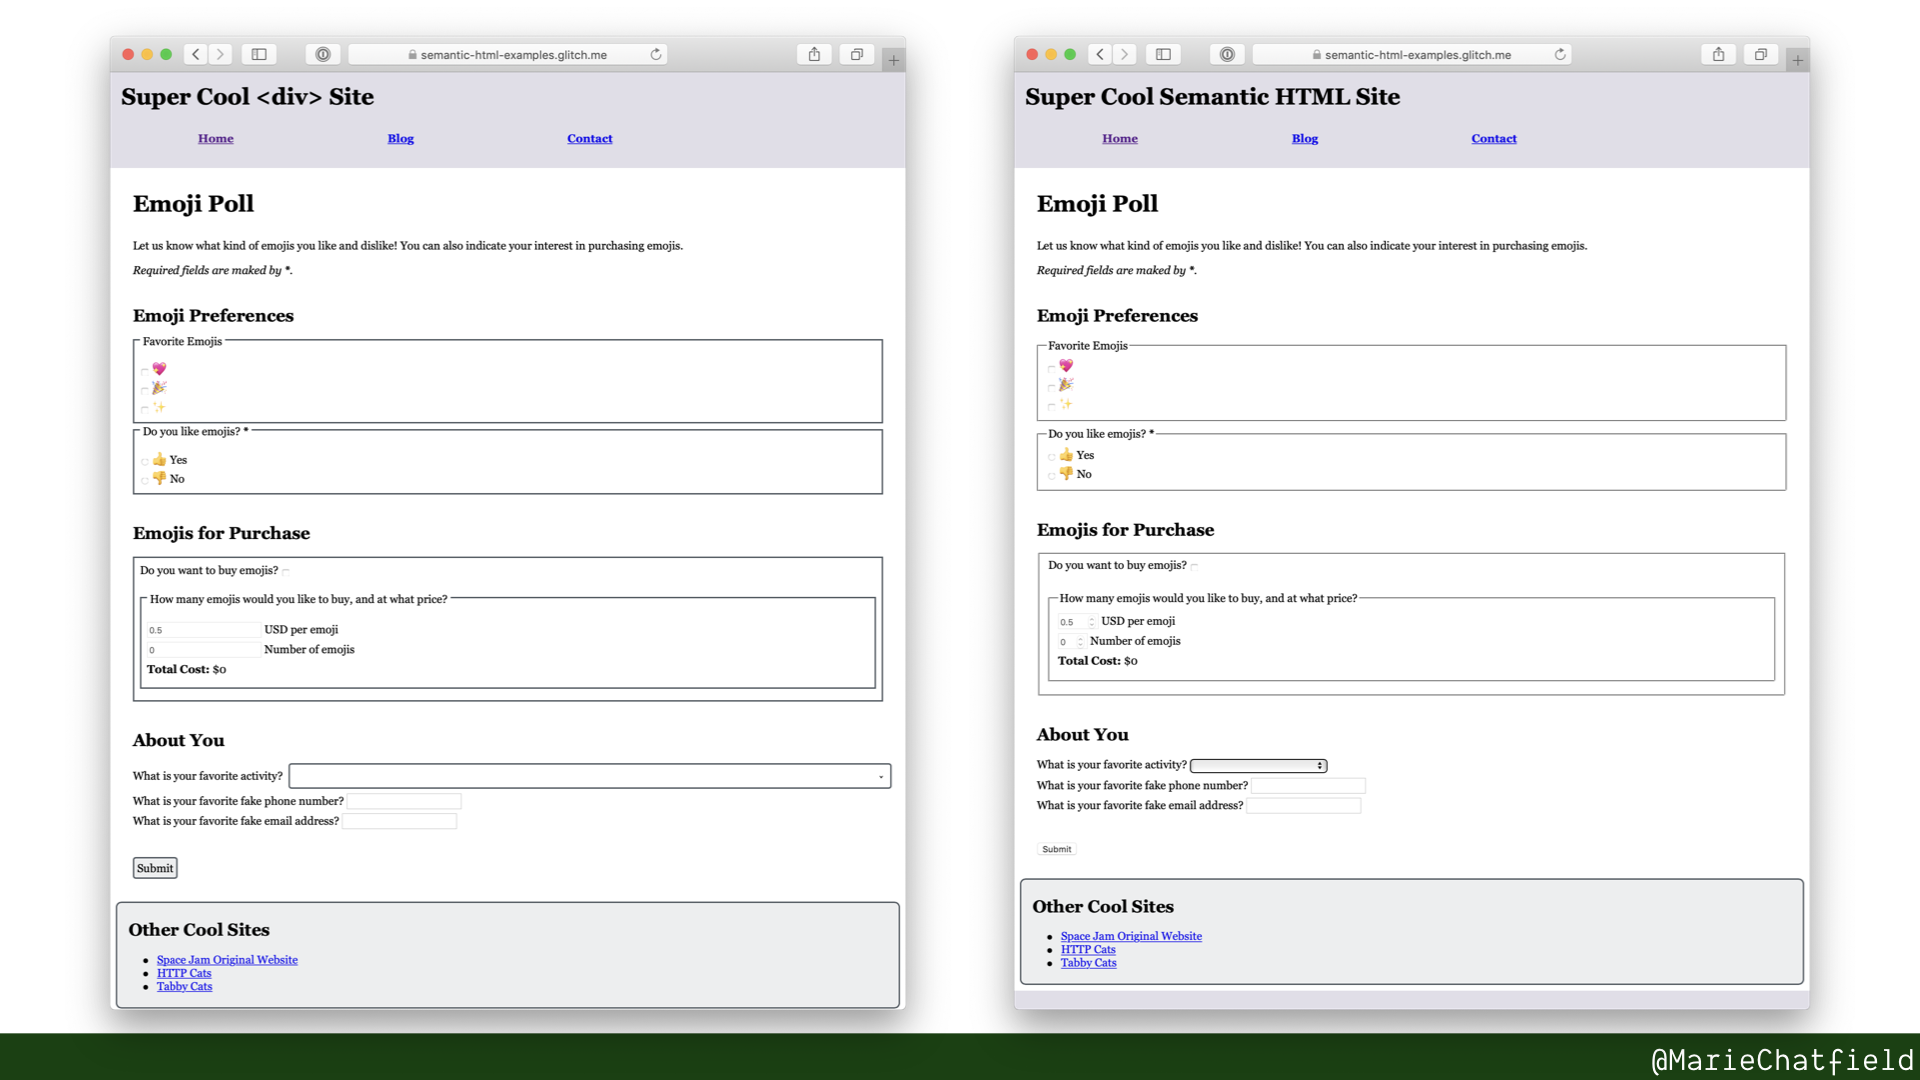 semantic-html-examples.glitch.me
Super Cool <div> Site
Home Blog Contact
Emoji Poll
Let us know what kind of emojis you like and dislike! You can also indicate your interest in purchasing emojis.
Required fields are maked by *.
Emoji Preferences
Favorite Emojis
Do you like emojis? *
👍 Yes
👎 No
Emojis for Purchase
Do you want to buy emojis?
How many emojis would you like to buy, and at what price?
0.5 USD per emoji
0 Number of emojis
Total Cost: $0
About You
What is your favorite activity?
What is your favorite fake phone number?
What is your favorite fake email address?
Submit
Other Cool Sites
• Space Jam Original Website
• HTTP Cats
• Tabby Cats
semantic-html-examples.glitch.me
Super Cool Semantic HTML Site
Home Blog Contact
Emoji Poll
Let us know what kind of emojis you like and dislike! You can also indicate your interest in purchasing emojis.
Required fields are maked by *.
Emoji Preferences
Favorite Emojis
Do you like emojis? *
👍 Yes
👎 No
Emojis for Purchase
Do you want to buy emojis?
How many emojis would you like to buy, and at what price?
0.5 USD per emoji
0 Number of emojis
Total Cost: $0
About You
What is your favorite activity?
What is your favorite fake phone number?
What is your favorite fake email address?
Submit
Other Cool Sites
• Space Jam Original Website
• HTTP Cats
• Tabby Cats
@MarieChatfield